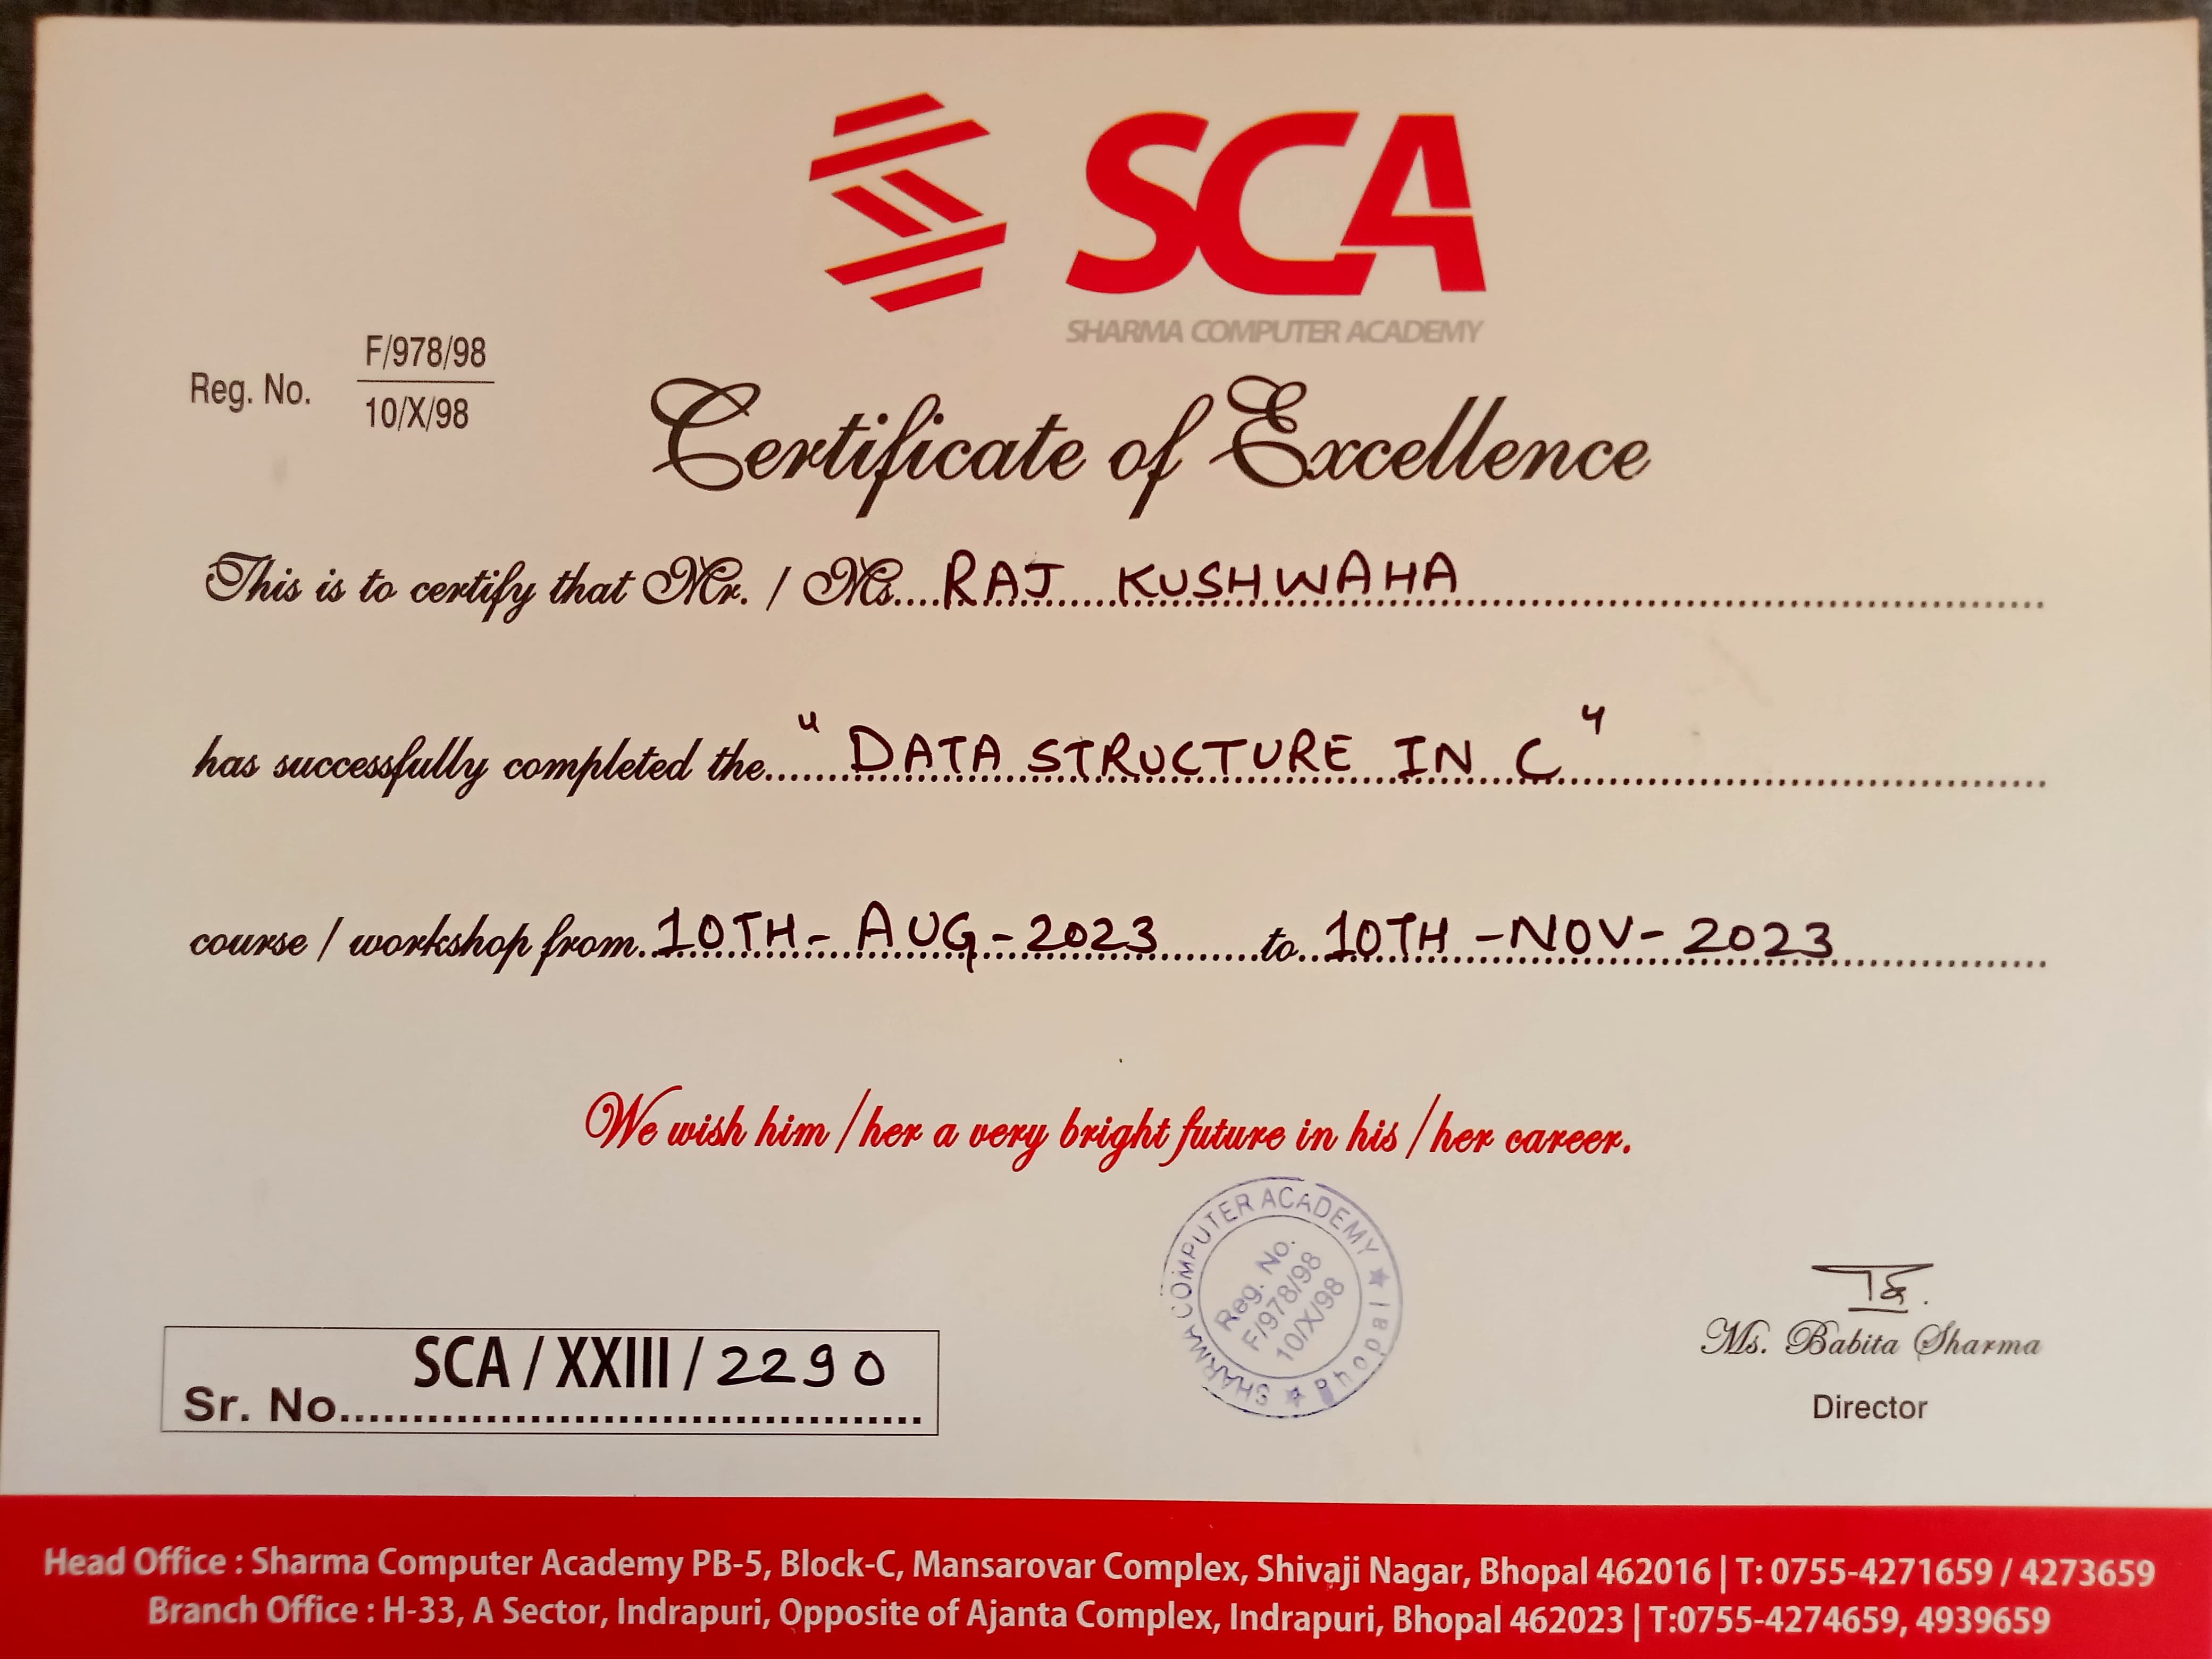 SCA
SHARMA COMPUTER ACADEMY
Reg. No. F/978/98
10/X/98
Certificate of Excellence
This is to certify that Mr. / Ms....RAJ KUSHWAHA
has successfully completed the...... "DATA STRUCTURE IN C"
course / workshop from..10TH- AUG-2023 ......to..10TH -NOV- 2023
We wish him / her a very bright future in his / her career.
SHARMA COMPUTER ACADEMY ★ Bhopal ★
Reg. No.
F/978/98
10/X/98
Sr. No. SCA / XXIII / 2290
Ms. Babita Sharma
Director
Head Office : Sharma Computer Academy PB-5, Block-C, Mansarovar Complex, Shivaji Nagar, Bhopal 462016 | T: 0755-4271659 / 4273659
Branch Office : H-33, A Sector, Indrapuri, Opposite of Ajanta Complex, Indrapuri, Bhopal 462023 | T:0755-4274659, 4939659